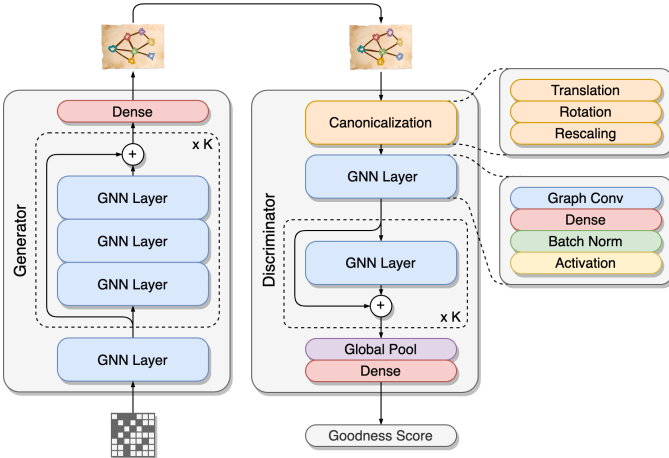 Generator
Dense
x K
+
GNN Layer
GNN Layer
GNN Layer
GNN Layer
Discriminator
Canonicalization
GNN Layer
GNN Layer
+
x K
Global Pool
Dense
Goodness Score
Translation
Rotation
Rescaling
Graph Conv
Dense
Batch Norm
Activation